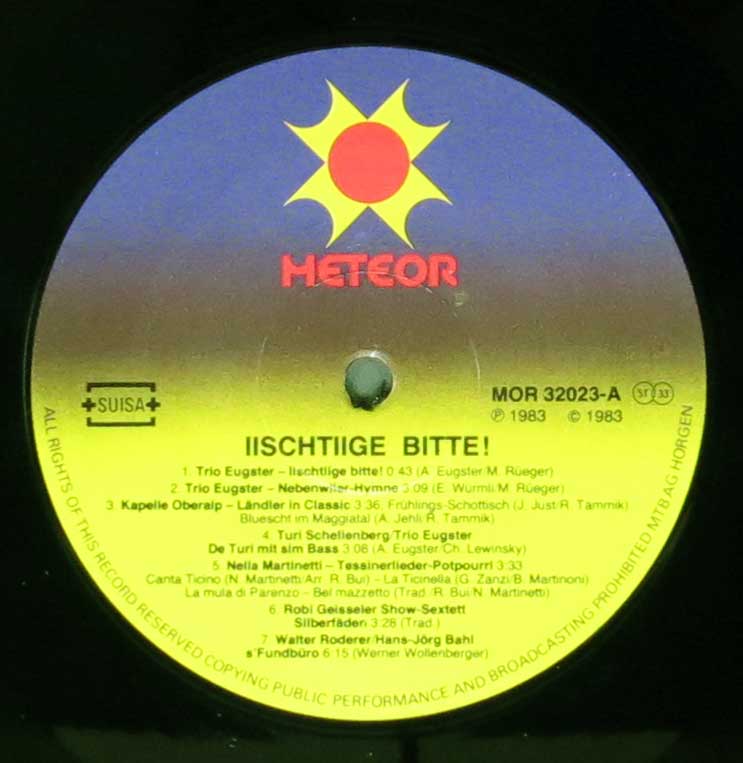 METEOR
+SUISA+
MOR 32023-A ST 33
℗ 1983 © 1983
IISCHTIIGE BITTE!
1. Trio Eugster – Iischtiige bitte! 0:43 (A. Eugster/M. Rüeger)
2. Trio Eugster – Nebenwiler-Hymne 3:09 (E. Wurmli/M. Rüeger)
3. Kapelle Oberalp – Ländler in Classic 3:36, Frühlings-Schottisch (J. Just/R. Tammik)
Bluescht im Maggiatal (A. Jehli/R. Tammik)
4. Turi Schellenberg/Trio Eugster
De Turi mit sim Bass 3:08 (A. Eugster/Ch. Lewinsky)
5. Nella Martinetti – Tessinerlieder-Potpourri 3:33
Canta Ticino (N. Martinetti/Arr. R. Bui) – La Ticinella (G. Zanzi/B. Martinoni)
La mula di Parenzo – Bel mazzetto (Trad./R. Bui/N. Martinetti)
6. Robi Geisseler Show-Sextett
Silberfäden 3:28 (Trad.)
7. Walter Roderer/Hans-Jörg Bahl
s'Fundbüro 6:15 (Werner Wollenberger)
ALL RIGHTS OF THIS RECORD RESERVED COPYING PUBLIC PERFORMANCE AND BROADCASTING PROHIBITED MTB AG HORGEN